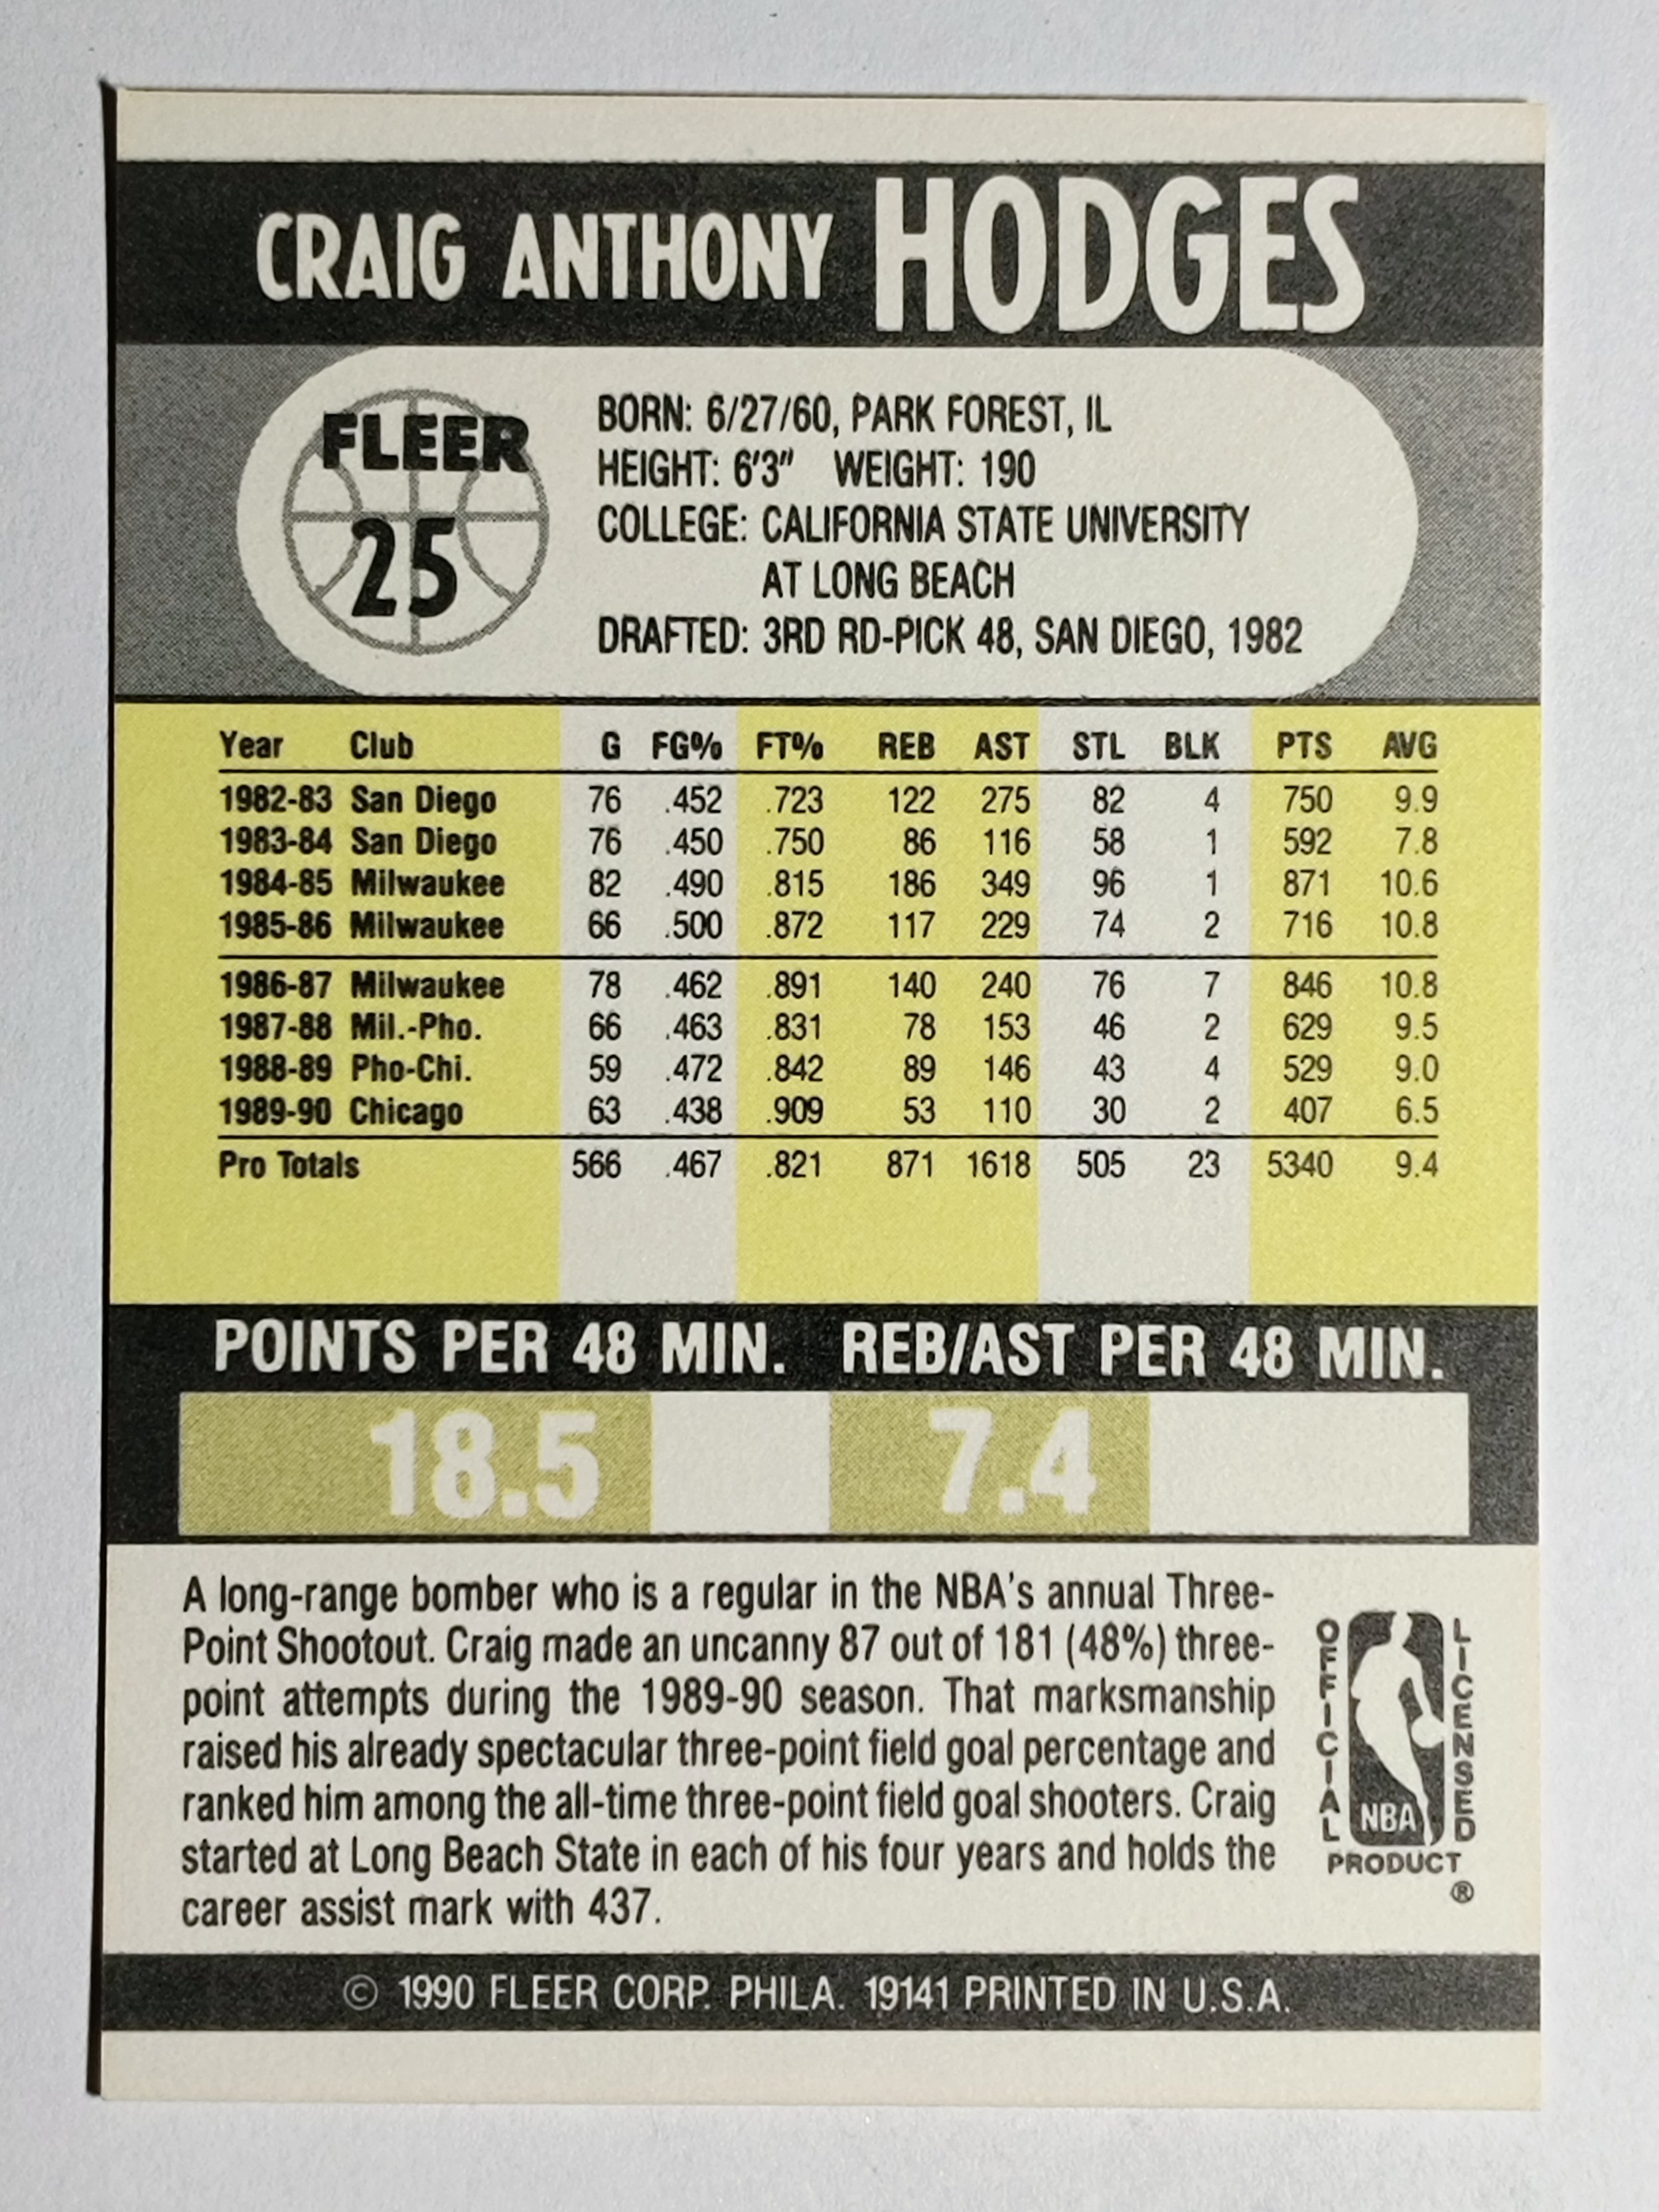 CRAIG ANTHONY HODGES
FLEER
25
BORN: 6/27/60, PARK FOREST, IL
HEIGHT: 6'3" WEIGHT: 190
COLLEGE: CALIFORNIA STATE UNIVERSITY
AT LONG BEACH
DRAFTED: 3RD RD-PICK 48, SAN DIEGO, 1982
Year Club G FG% FT% REB AST STL BLK PTS AVG
1982-83 San Diego 76 .452 .723 122 275 82 4 750 9.9
1983-84 San Diego 76 .450 .750 86 116 58 1 592 7.8
1984-85 Milwaukee 82 .490 .815 186 349 96 1 871 10.6
1985-86 Milwaukee 66 .500 .872 117 229 74 2 716 10.8
1986-87 Milwaukee 78 .462 .891 140 240 76 7 846 10.8
1987-88 Mil.-Pho. 66 .463 .831 78 153 46 2 629 9.5
1988-89 Pho-Chi. 59 .472 .842 89 146 43 4 529 9.0
1989-90 Chicago 63 .438 .909 53 110 30 2 407 6.5
Pro Totals 566 .467 .821 871 1618 505 23 5340 9.4
POINTS PER 48 MIN. REB/AST PER 48 MIN.
18.5 7.4
A long-range bomber who is a regular in the NBA's annual Three-
Point Shootout. Craig made an uncanny 87 out of 181 (48%) three-
point attempts during the 1989-90 season. That marksmanship
raised his already spectacular three-point field goal percentage and
ranked him among the all-time three-point field goal shooters. Craig
started at Long Beach State in each of his four years and holds the
career assist mark with 437.
OFFICIAL
LICENSED
NBA
PRODUCT
®
© 1990 FLEER CORP. PHILA. 19141 PRINTED IN U.S.A.